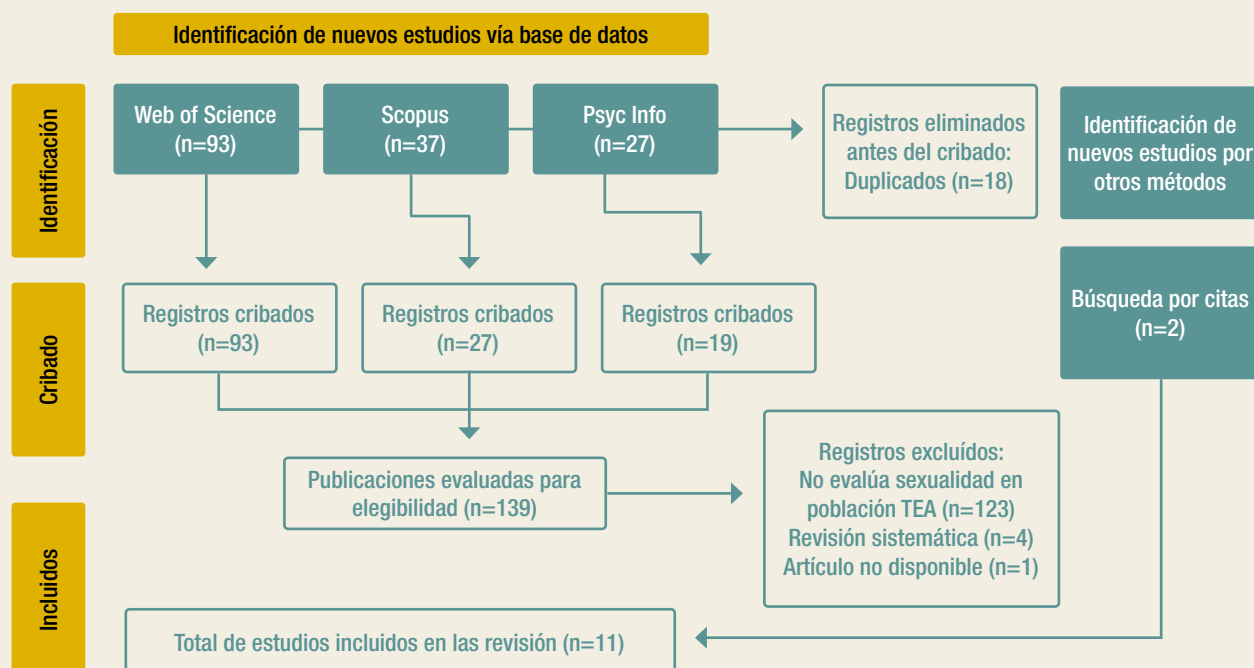 Identificación de nuevos estudios vía base de datos
Identificación
Web of Science
(n=93)
Scopus
(n=37)
Psyc Info
(n=27)
Registros eliminados
antes del cribado:
Duplicados (n=18)
Identificación de
nuevos estudios por
otros métodos
Cribado
Registros cribados
(n=93)
Registros cribados
(n=27)
Registros cribados
(n=19)
Búsqueda por citas
(n=2)
Publicaciones evaluadas para
elegibilidad (n=139)
Registros excluídos:
No evalúa sexualidad en
población TEA (n=123)
Revisión sistemática (n=4)
Artículo no disponible (n=1)
Incluidos
Total de estudios incluidos en las revisión (n=11)